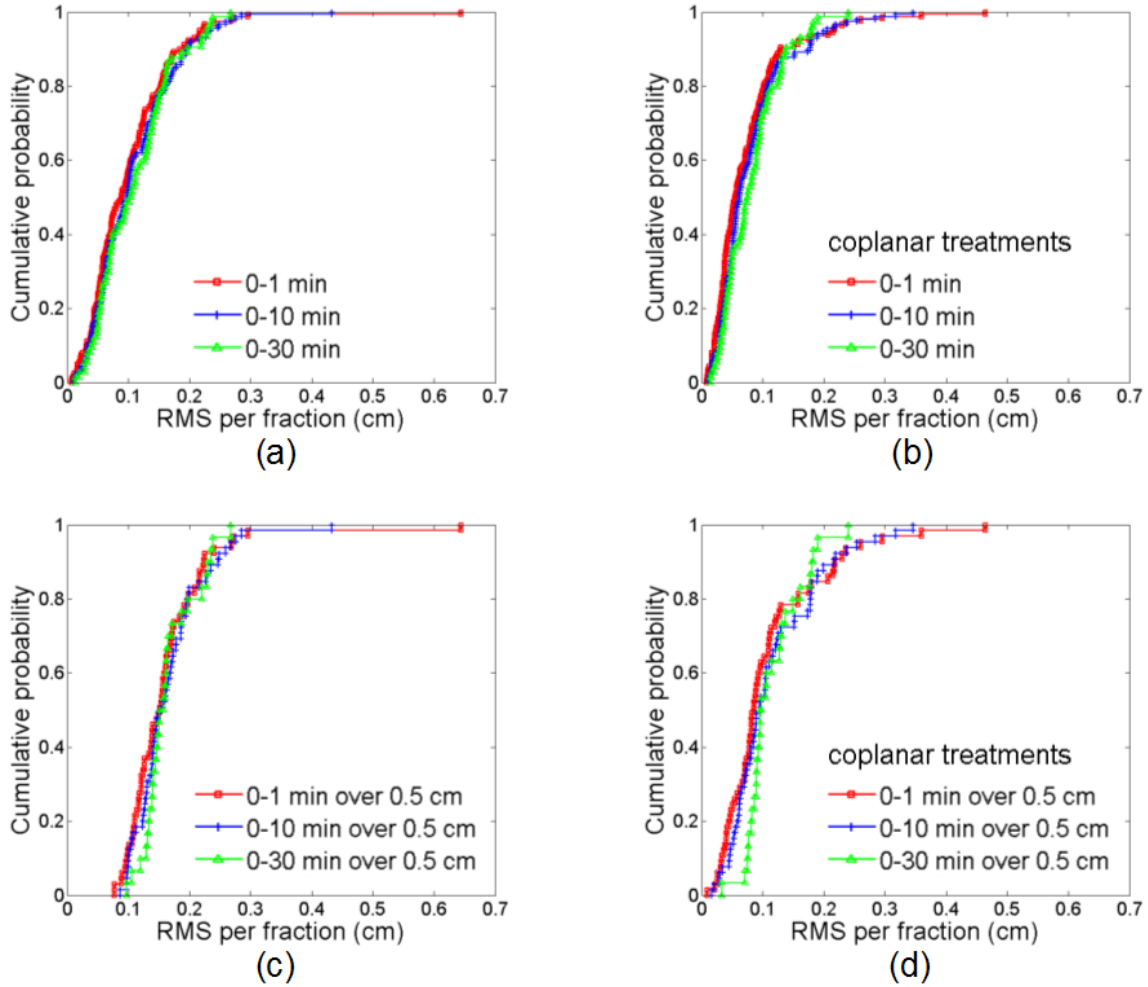 1
0.8
0.6
0.4
0.2
0
Cumulative probability
0-1 min
0-10 min
0-30 min
0 0.1 0.2 0.3 0.4 0.5 0.6 0.7
RMS per fraction (cm)
(a)
1
0.8
0.6
0.4
0.2
0
Cumulative probability
coplanar treatments
0-1 min
0-10 min
0-30 min
0 0.1 0.2 0.3 0.4 0.5 0.6 0.7
RMS per fraction (cm)
(b)
1
0.8
0.6
0.4
0.2
0
Cumulative probability
0-1 min over 0.5 cm
0-10 min over 0.5 cm
0-30 min over 0.5 cm
0 0.1 0.2 0.3 0.4 0.5 0.6 0.7
RMS per fraction (cm)
(c)
1
0.8
0.6
0.4
0.2
0
Cumulative probability
coplanar treatments
0-1 min over 0.5 cm
0-10 min over 0.5 cm
0-30 min over 0.5 cm
0 0.1 0.2 0.3 0.4 0.5 0.6 0.7
RMS per fraction (cm)
(d)